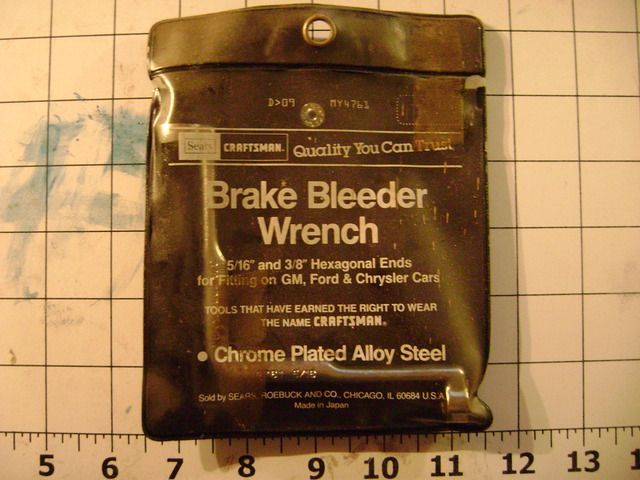 D>09 MY4761
Sears CRAFTSMAN® Quality You Can Trust
Brake Bleeder
Wrench
5/16" and 3/8" Hexagonal Ends
for Fitting on GM, Ford & Chrysler Cars
TOOLS THAT HAVE EARNED THE RIGHT TO WEAR
THE NAME CRAFTSMAN®
• Chrome Plated Alloy Steel
Sold by SEARS, ROEBUCK AND CO., CHICAGO, IL 60684 U.S.A.
Made in Japan
5 6 7 8 9 10 11 12 13